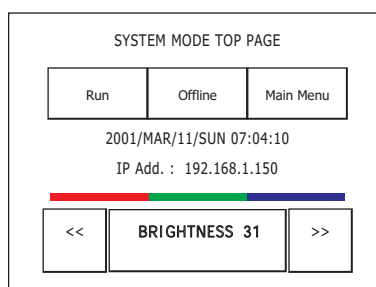 SYSTEM MODE TOP PAGE
Run Offline Main Menu
2001/MAR/11/SUN 07:04:10
IP Add. : 192.168.1.150
<< BRIGHTNESS 31 >>